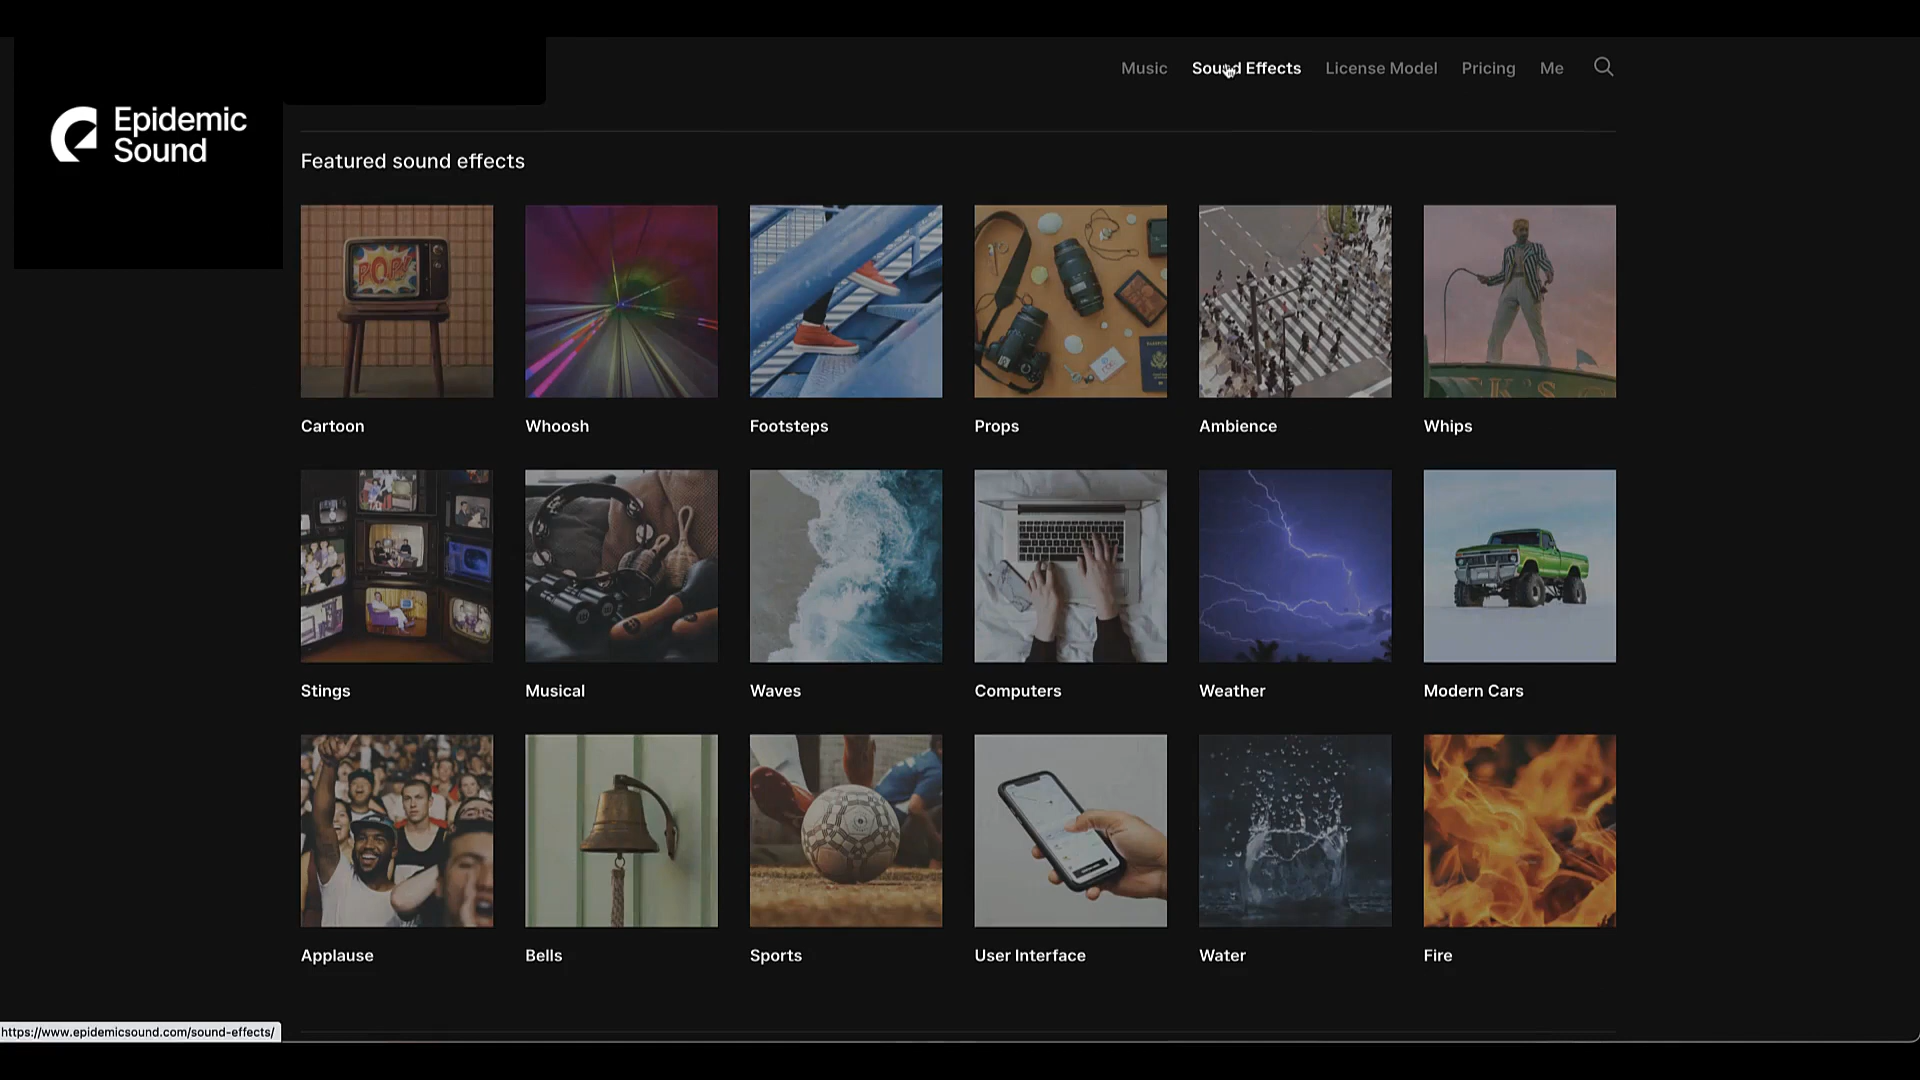 Music Sound Effects License Model Pricing Me
Epidemic
Sound
Featured sound effects
POW
Cartoon Whoosh Footsteps Props Ambience Whips
Stings Musical Waves Computers Weather Modern Cars
Applause Bells Sports User Interface Water Fire
https://www.epidemicsound.com/sound-effects/